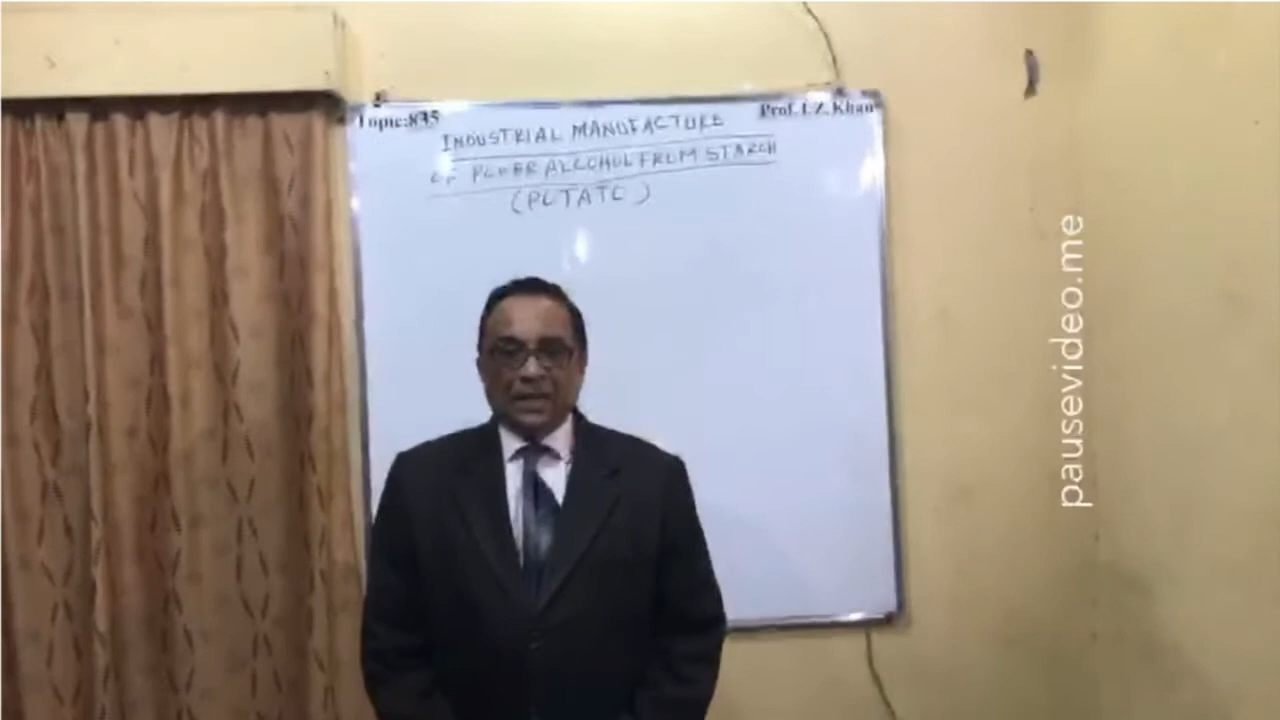 Topic:835
Prof. I.Z. Khan
INDUSTRIAL MANUFACTURE
OF POWER ALCOHOL FROM STARCH
(POTATO)
pausevideo.me